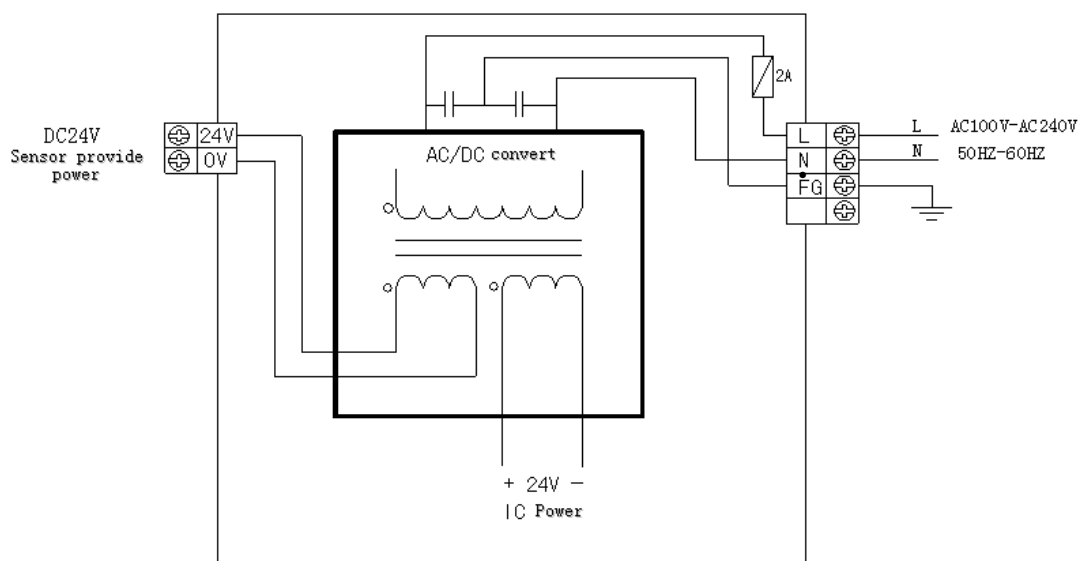 2A
DC24V
Sensor provide
power
24V
0V
AC/DC convert
L
N
FG
L AC100V-AC240V
N 50HZ-60HZ
+ 24V −
IC Power